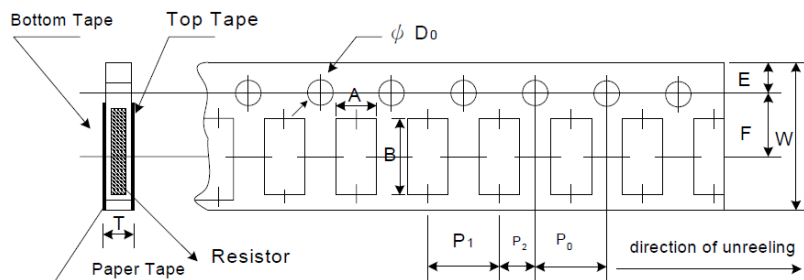 Bottom Tape
Top Tape
ψ D0
E
A
F
W
B
T
P1
P2
P0
Resistor
Paper Tape
direction of unreeling